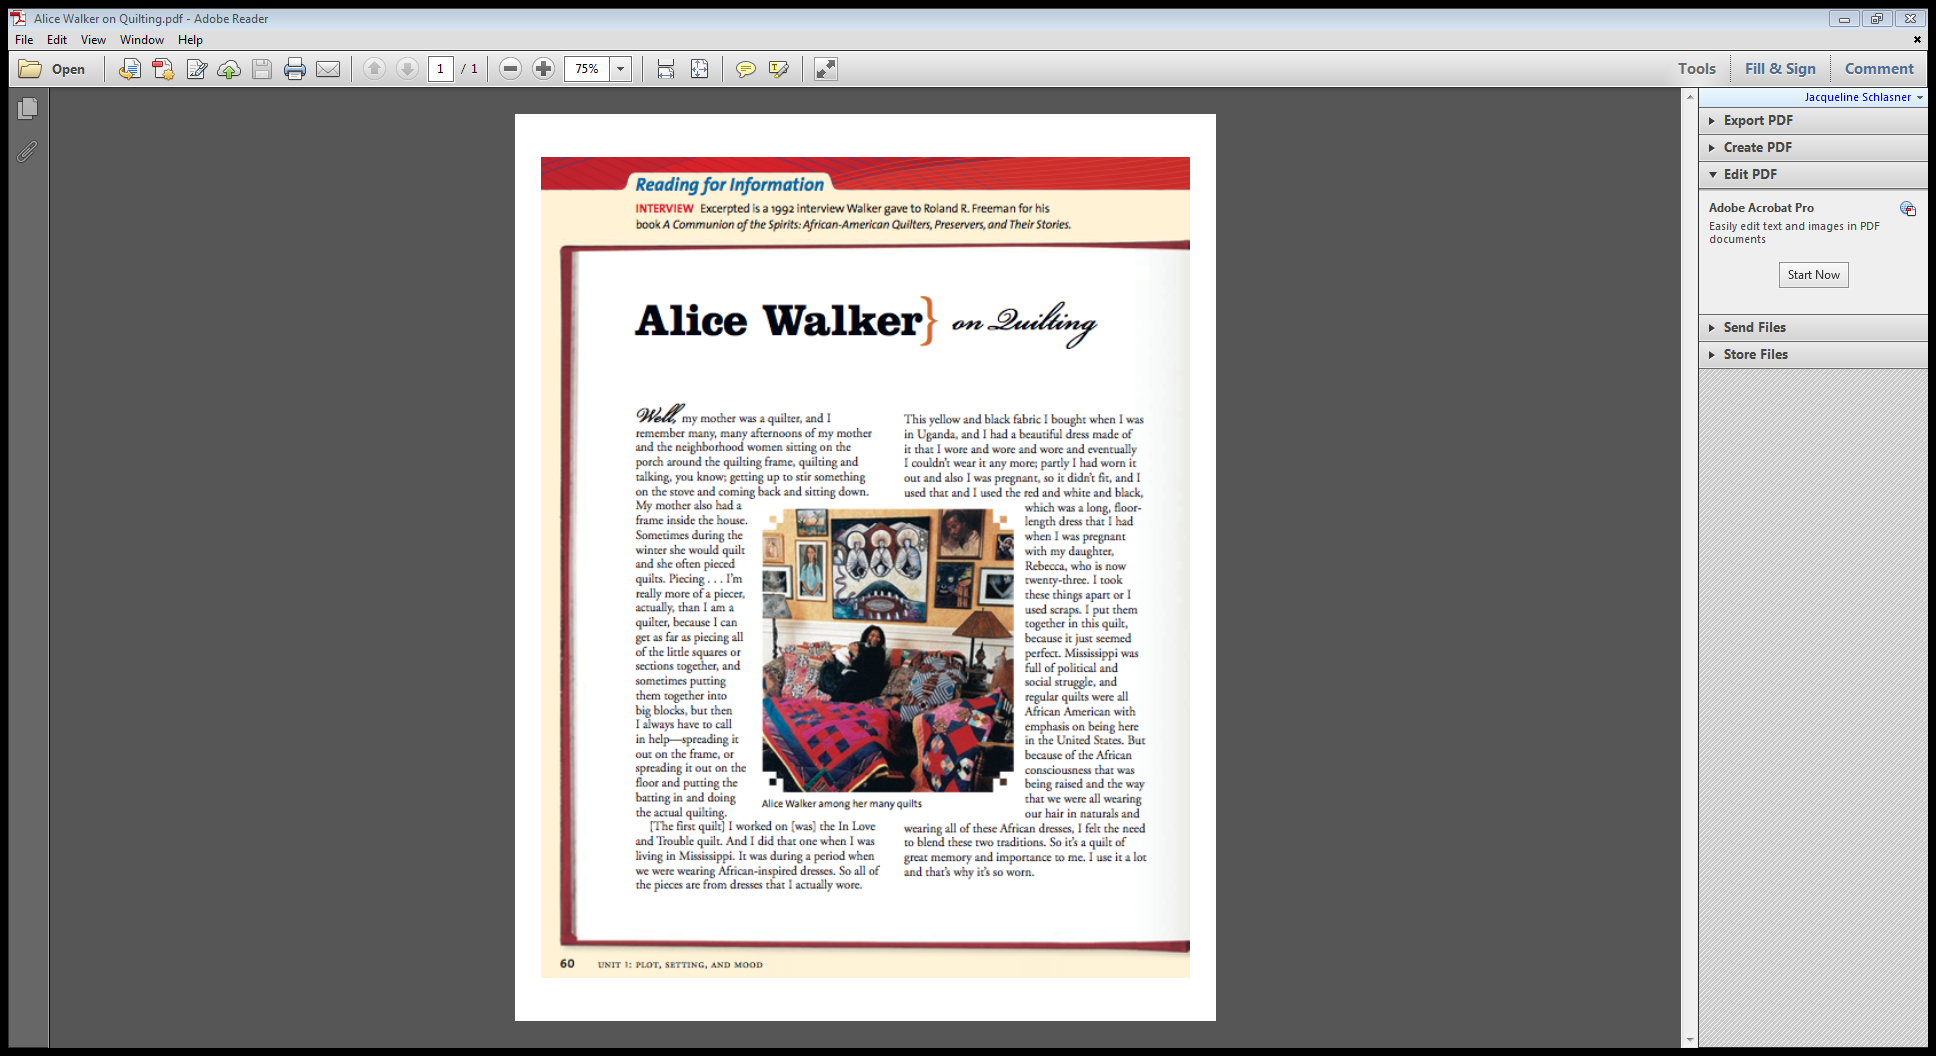 Alice Walker on Quilting.pdf - Adobe Reader
File Edit View Window Help
Open 1 / 1 75% Tools Fill & Sign Comment
Jacqueline Schlasner
Export PDF
Create PDF
Edit PDF
Adobe Acrobat Pro
Easily edit text and images in PDF
documents
Start Now
Send Files
Store Files
Reading for Information
INTERVIEW Excerpted is a 1992 interview Walker gave to Roland R. Freeman for his
book A Communion of the Spirits: African-American Quilters, Preservers, and Their Stories.
Alice Walker} on Quilting
Well, my mother was a quilter, and I
remember many, many afternoons of my mother
and the neighborhood women sitting on the
porch around the quilting frame, quilting and
talking, you know; getting up to stir something
on the stove and coming back and sitting down.
My mother also had a
frame inside the house.
Sometimes during the
winter she would quilt
and she often pieced
quilts. Piecing . . . I'm
really more of a piecer,
actually, than I am a
quilter, because I can
get as far as piecing all
of the little squares or
sections together, and
sometimes putting
them together into
big blocks, but then
I always have to call
in help—spreading it
out on the frame, or
spreading it out on the
floor and putting the
batting in and doing
the actual quilting.
[The first quilt] I worked on [was] the In Love
and Trouble quilt. And I did that one when I was
living in Mississippi. It was during a period when
we were wearing African-inspired dresses. So all of
the pieces are from dresses that I actually wore.
This yellow and black fabric I bought when I was
in Uganda, and I had a beautiful dress made of
it that I wore and wore and wore and eventually
I couldn't wear it any more; partly I had worn it
out and also I was pregnant, so it didn't fit, and I
used that and I used the red and white and black,
which was a long, floor-
length dress that I had
when I was pregnant
with my daughter,
Rebecca, who is now
twenty-three. I took
these things apart or I
used scraps. I put them
together in this quilt,
because it just seemed
perfect. Mississippi was
full of political and
social struggle, and
regular quilts were all
African American with
emphasis on being here
in the United States. But
because of the African
consciousness that was
being raised and the way
that we were all wearing
our hair in naturals and
wearing all of these African dresses, I felt the need
to blend these two traditions. So it's a quilt of
great memory and importance to me. I use it a lot
and that's why it's so worn.
Alice Walker among her many quilts
60 UNIT 1: PLOT, SETTING, AND MOOD